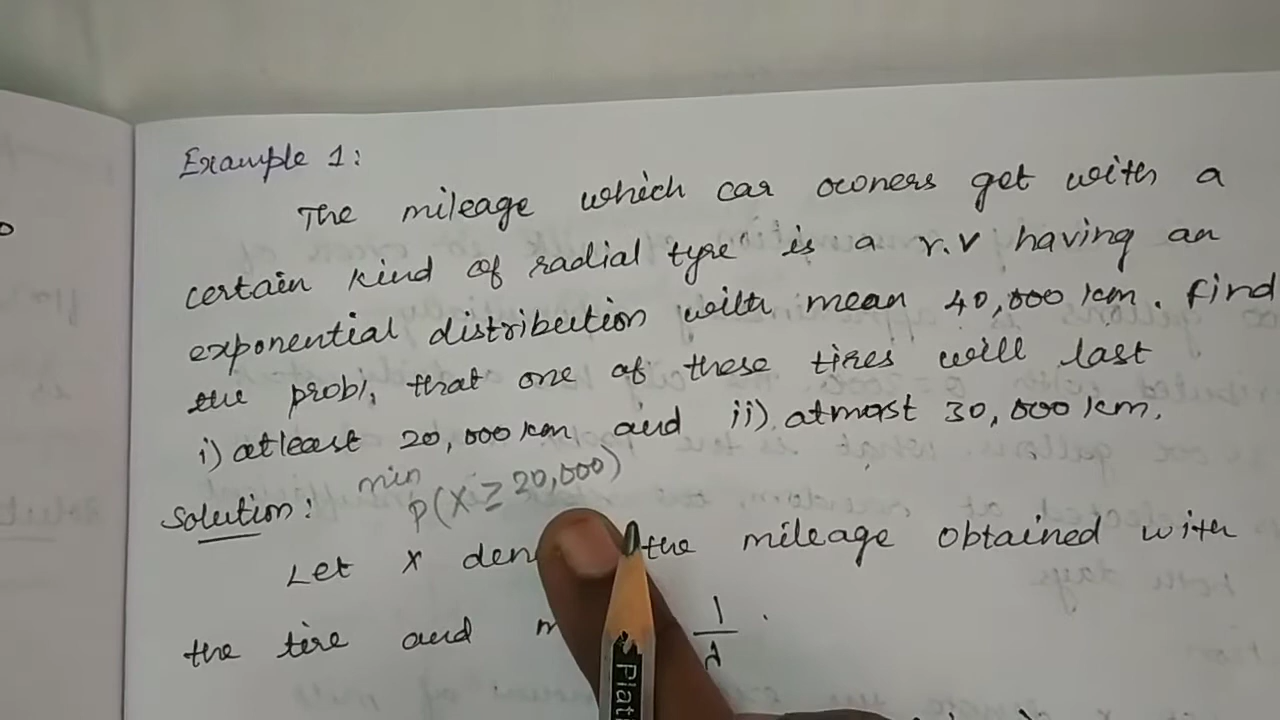 Example 1:
The mileage which car owners get with a
certain kind of radial tyre is a r.v having an
exponential distribution with mean 40,000 km. Find
the prob. that one of these tires will last
i) atleast 20,000 km and ii) atmost 30,000 km.
min
P(X ≥ 20,000)
Solution:
Let X the mileage obtained with
the tire and 1/λ.
Plat